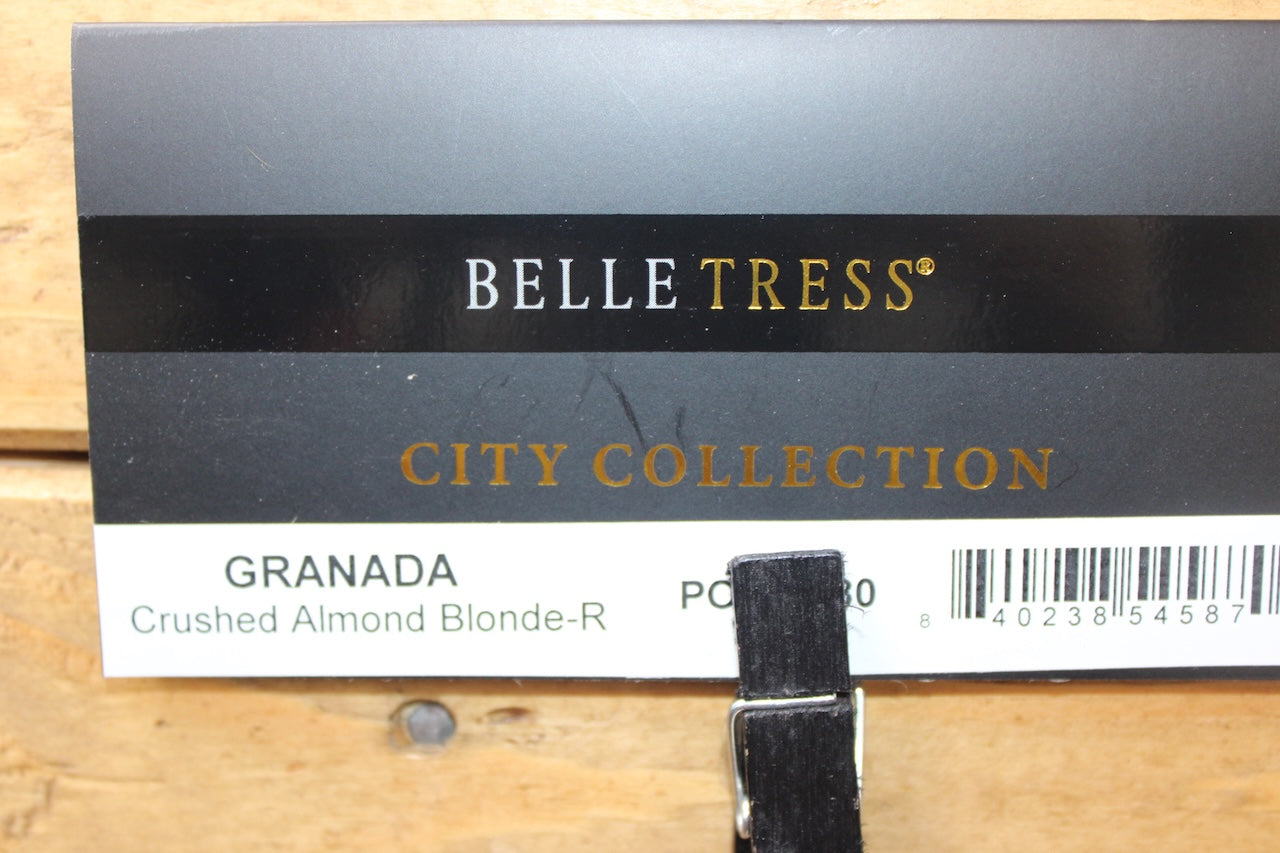 BELLE TRESS®
CITY COLLECTION
GRANADA
Crushed Almond Blonde-R
8 40238 54587